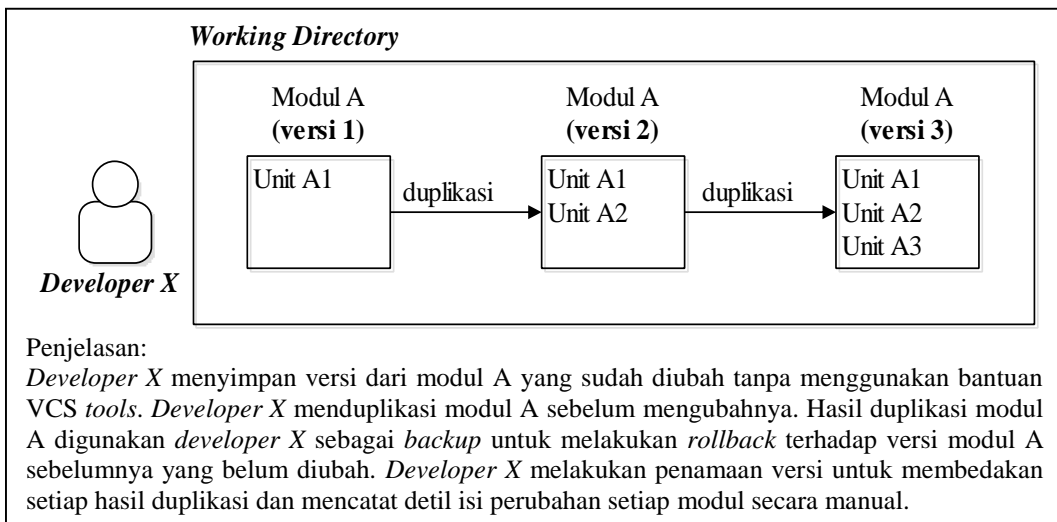 Working Directory
Modul A
(versi 1)
Modul A
(versi 2)
Modul A
(versi 3)
Unit A1
duplikasi
Unit A1
Unit A2
duplikasi
Unit A1
Unit A2
Unit A3
Developer X
Penjelasan:
Developer X menyimpan versi dari modul A yang sudah diubah tanpa menggunakan bantuan
VCS tools. Developer X menduplikasi modul A sebelum mengubahnya. Hasil duplikasi modul
A digunakan developer X sebagai backup untuk melakukan rollback terhadap versi modul A
sebelumnya yang belum diubah. Developer X melakukan penamaan versi untuk membedakan
setiap hasil duplikasi dan mencatat detil isi perubahan setiap modul secara manual.